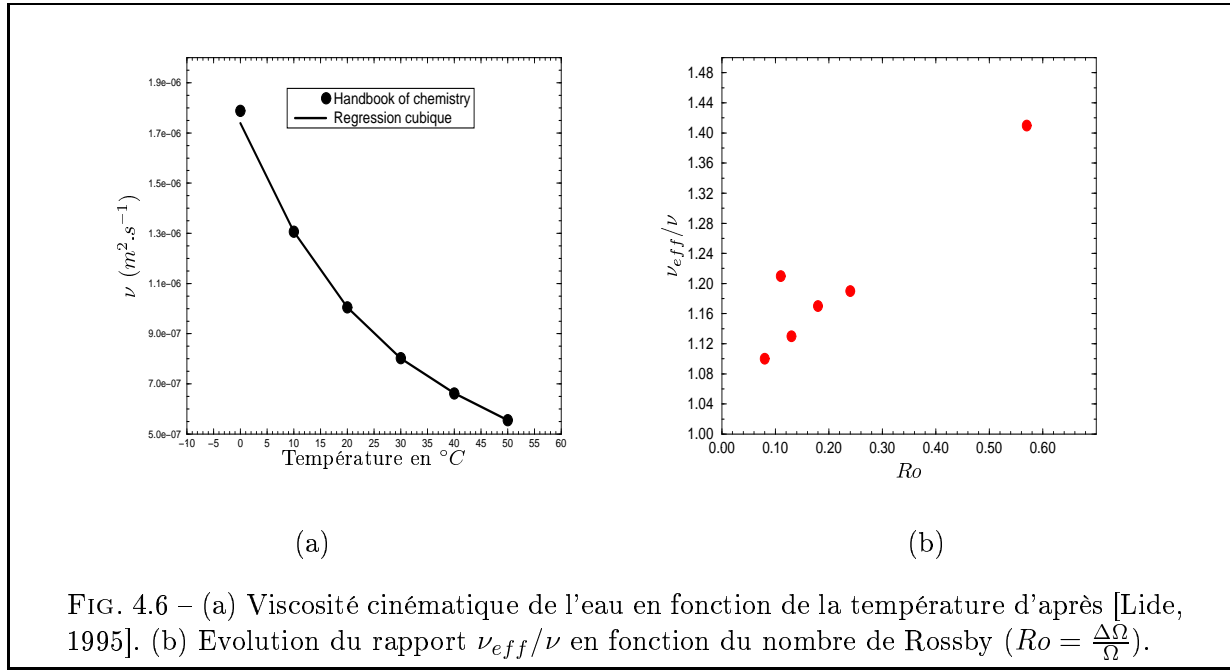 1.9e−06
1.7e−06
1.5e−06
1.3e−06
1.1e−06
9.0e−07
7.0e−07
5.0e−07
ν (m².s⁻¹)
Handbook of chemistry
Regression cubique
−10 −5 0 5 10 15 20 25 30 35 40 45 50 55 60
Température en °C
(a)
1.48
1.44
1.40
1.36
1.32
1.28
1.24
1.20
1.16
1.12
1.08
1.04
1.00
ν_eff/ν
0.00 0.10 0.20 0.30 0.40 0.50 0.60
Ro
(b)
FIG. 4.6 – (a) Viscosité cinématique de l'eau en fonction de la température d'après [Lide,
1995]. (b) Evolution du rapport ν_eff/ν en fonction du nombre de Rossby (Ro = ΔΩ/Ω).